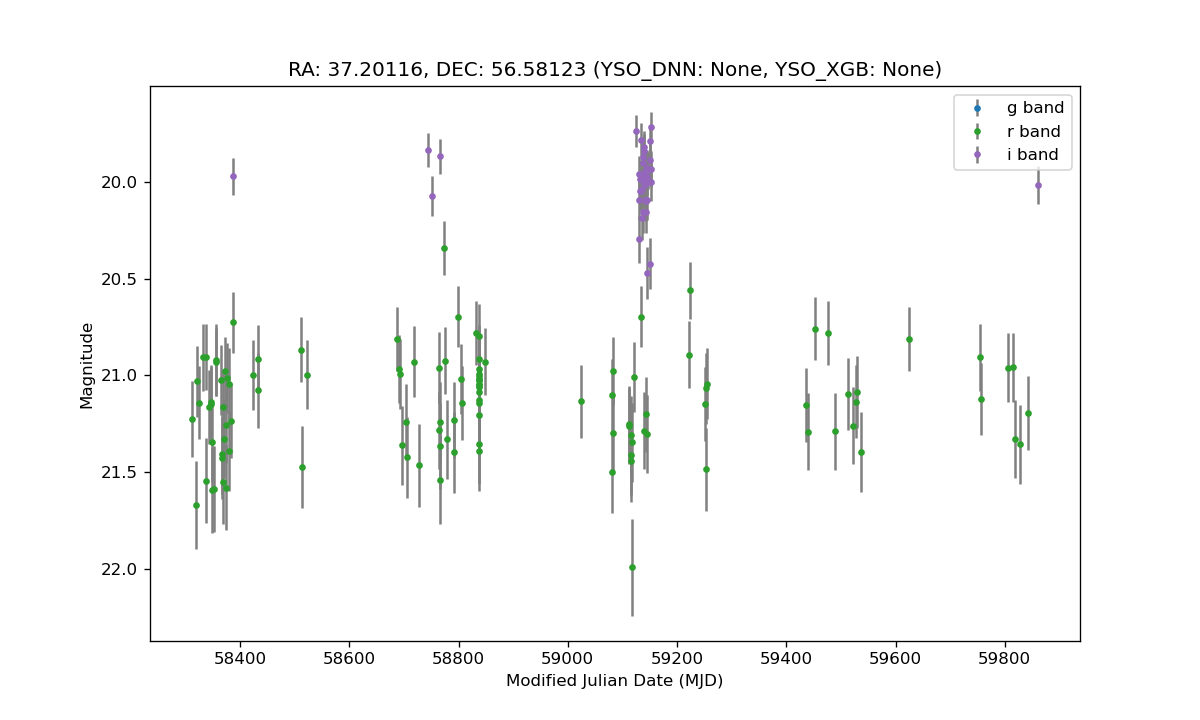 RA: 37.20116, DEC: 56.58123 (YSO_DNN: None, YSO_XGB: None)
g band
r band
i band
20.0
20.5
21.0
21.5
22.0
Magnitude
58400 58600 58800 59000 59200 59400 59600 59800
Modified Julian Date (MJD)